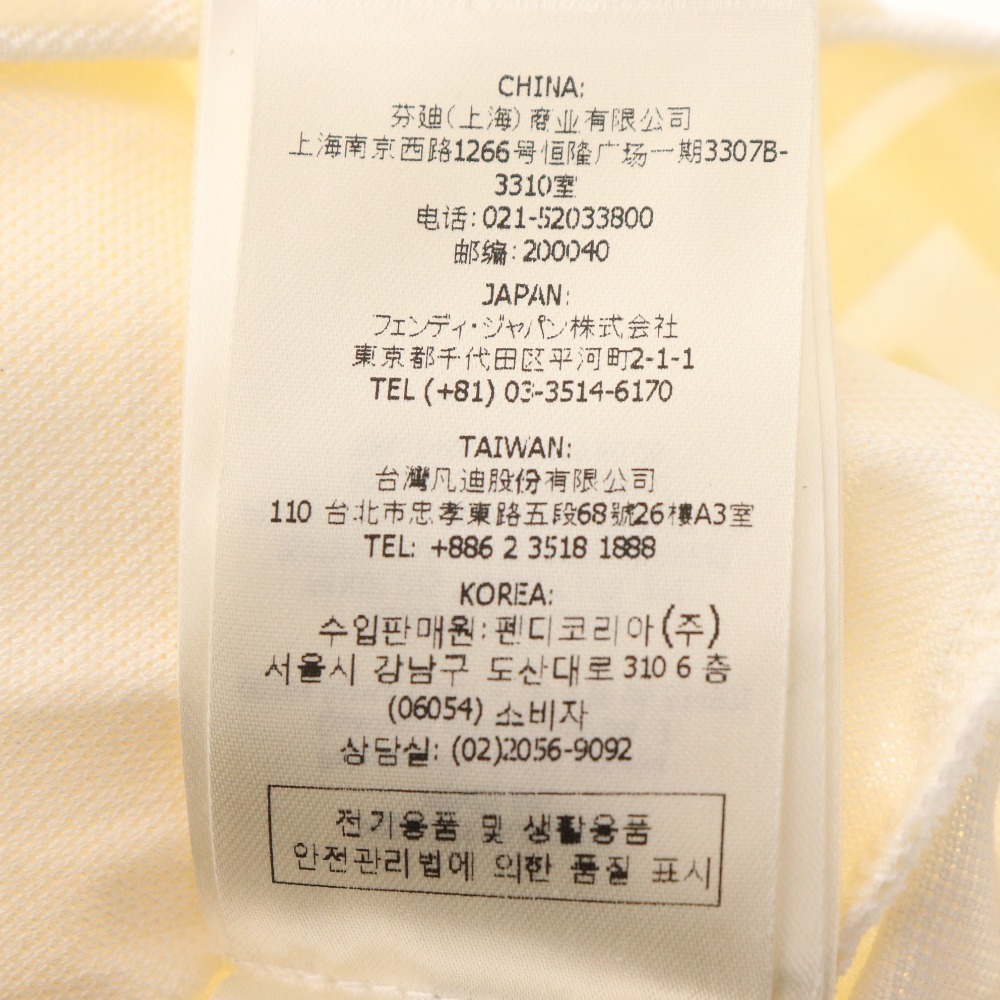 CHINA:
芬迪(上海)商业有限公司
上海南京西路1266号恒隆广场一期3307B-
3310室
电话: 021-52033800
邮编: 200040
JAPAN:
フェンディ・ジャパン株式会社
東京都千代田区平河町2-1-1
TEL (+81) 03-3514-6170
TAIWAN:
台灣凡迪股份有限公司
110 台北市忠孝東路五段68號26樓A3室
TEL: +886 2 3518 1888
KOREA:
수입판매원: 펜디코리아(주)
서울시 강남구 도산대로 310 6 층
(06054) 소비자
상담실: (02)2056-9092
전기용품 및 생활용품
안전관리법에 의한 품질 표시